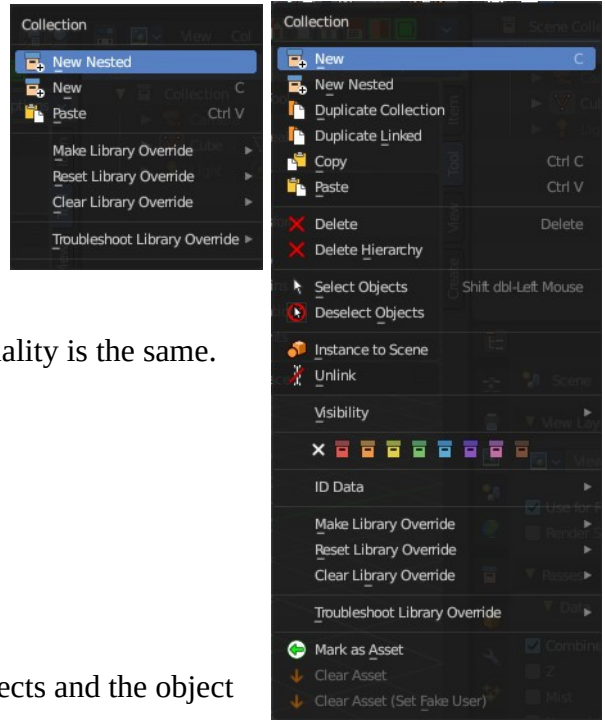 Collection
New Nested
New C
Paste Ctrl V
Make Library Override
Reset Library Override
Clear Library Override
Troubleshoot Library Override
Collection
New C
New Nested
Duplicate Collection
Duplicate Linked
Copy Ctrl C
Paste Ctrl V
Delete Delete
Delete Hierarchy
Select Objects Shift dbl-Left Mouse
Deselect Objects
Instance to Scene
Unlink
Visibility
ID Data
Make Library Override
Reset Library Override
Clear Library Override
Troubleshoot Library Override
Mark as Asset
Clear Asset
Clear Asset (Set Fake User)
ality is the same.
ects and the object